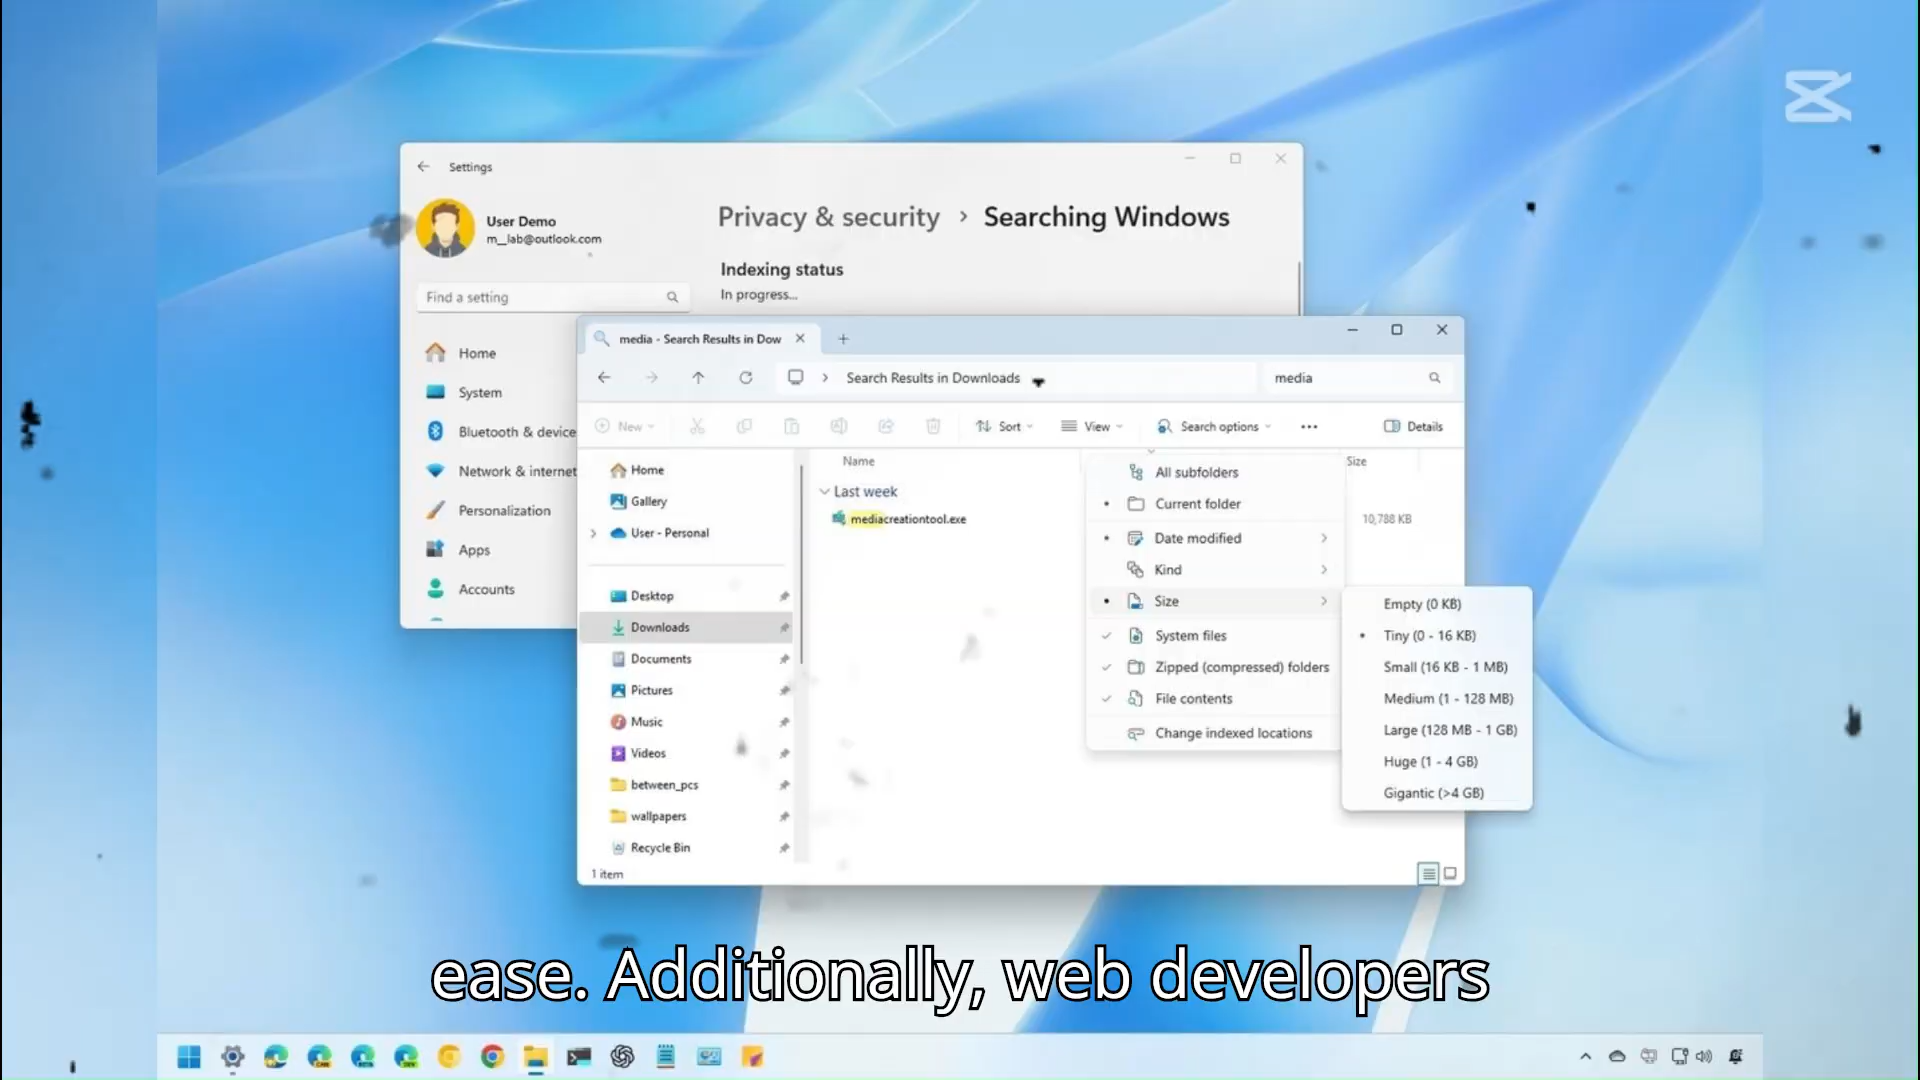 Settings
User Demo
m__lab@outlook.com
Find a setting
Home
System
Bluetooth & device
Network & internet
Personalization
Apps
Accounts
Privacy & security > Searching Windows
Indexing status
In progress...
media - Search Results in Dow
Search Results in Downloads
media
New
Sort
View
Search options
Details
Home
Gallery
User - Personal
Desktop
Downloads
Documents
Pictures
Music
Videos
between_pcs
wallpapers
Recycle Bin
1 item
Name
Size
Last week
mediacreationtool.exe
10,788 KB
All subfolders
Current folder
Date modified
Kind
Size
System files
Zipped (compressed) folders
File contents
Change indexed locations
Empty (0 KB)
Tiny (0 - 16 KB)
Small (16 KB - 1 MB)
Medium (1 - 128 MB)
Large (128 MB - 1 GB)
Huge (1 - 4 GB)
Gigantic (>4 GB)
ease. Additionally, web developers